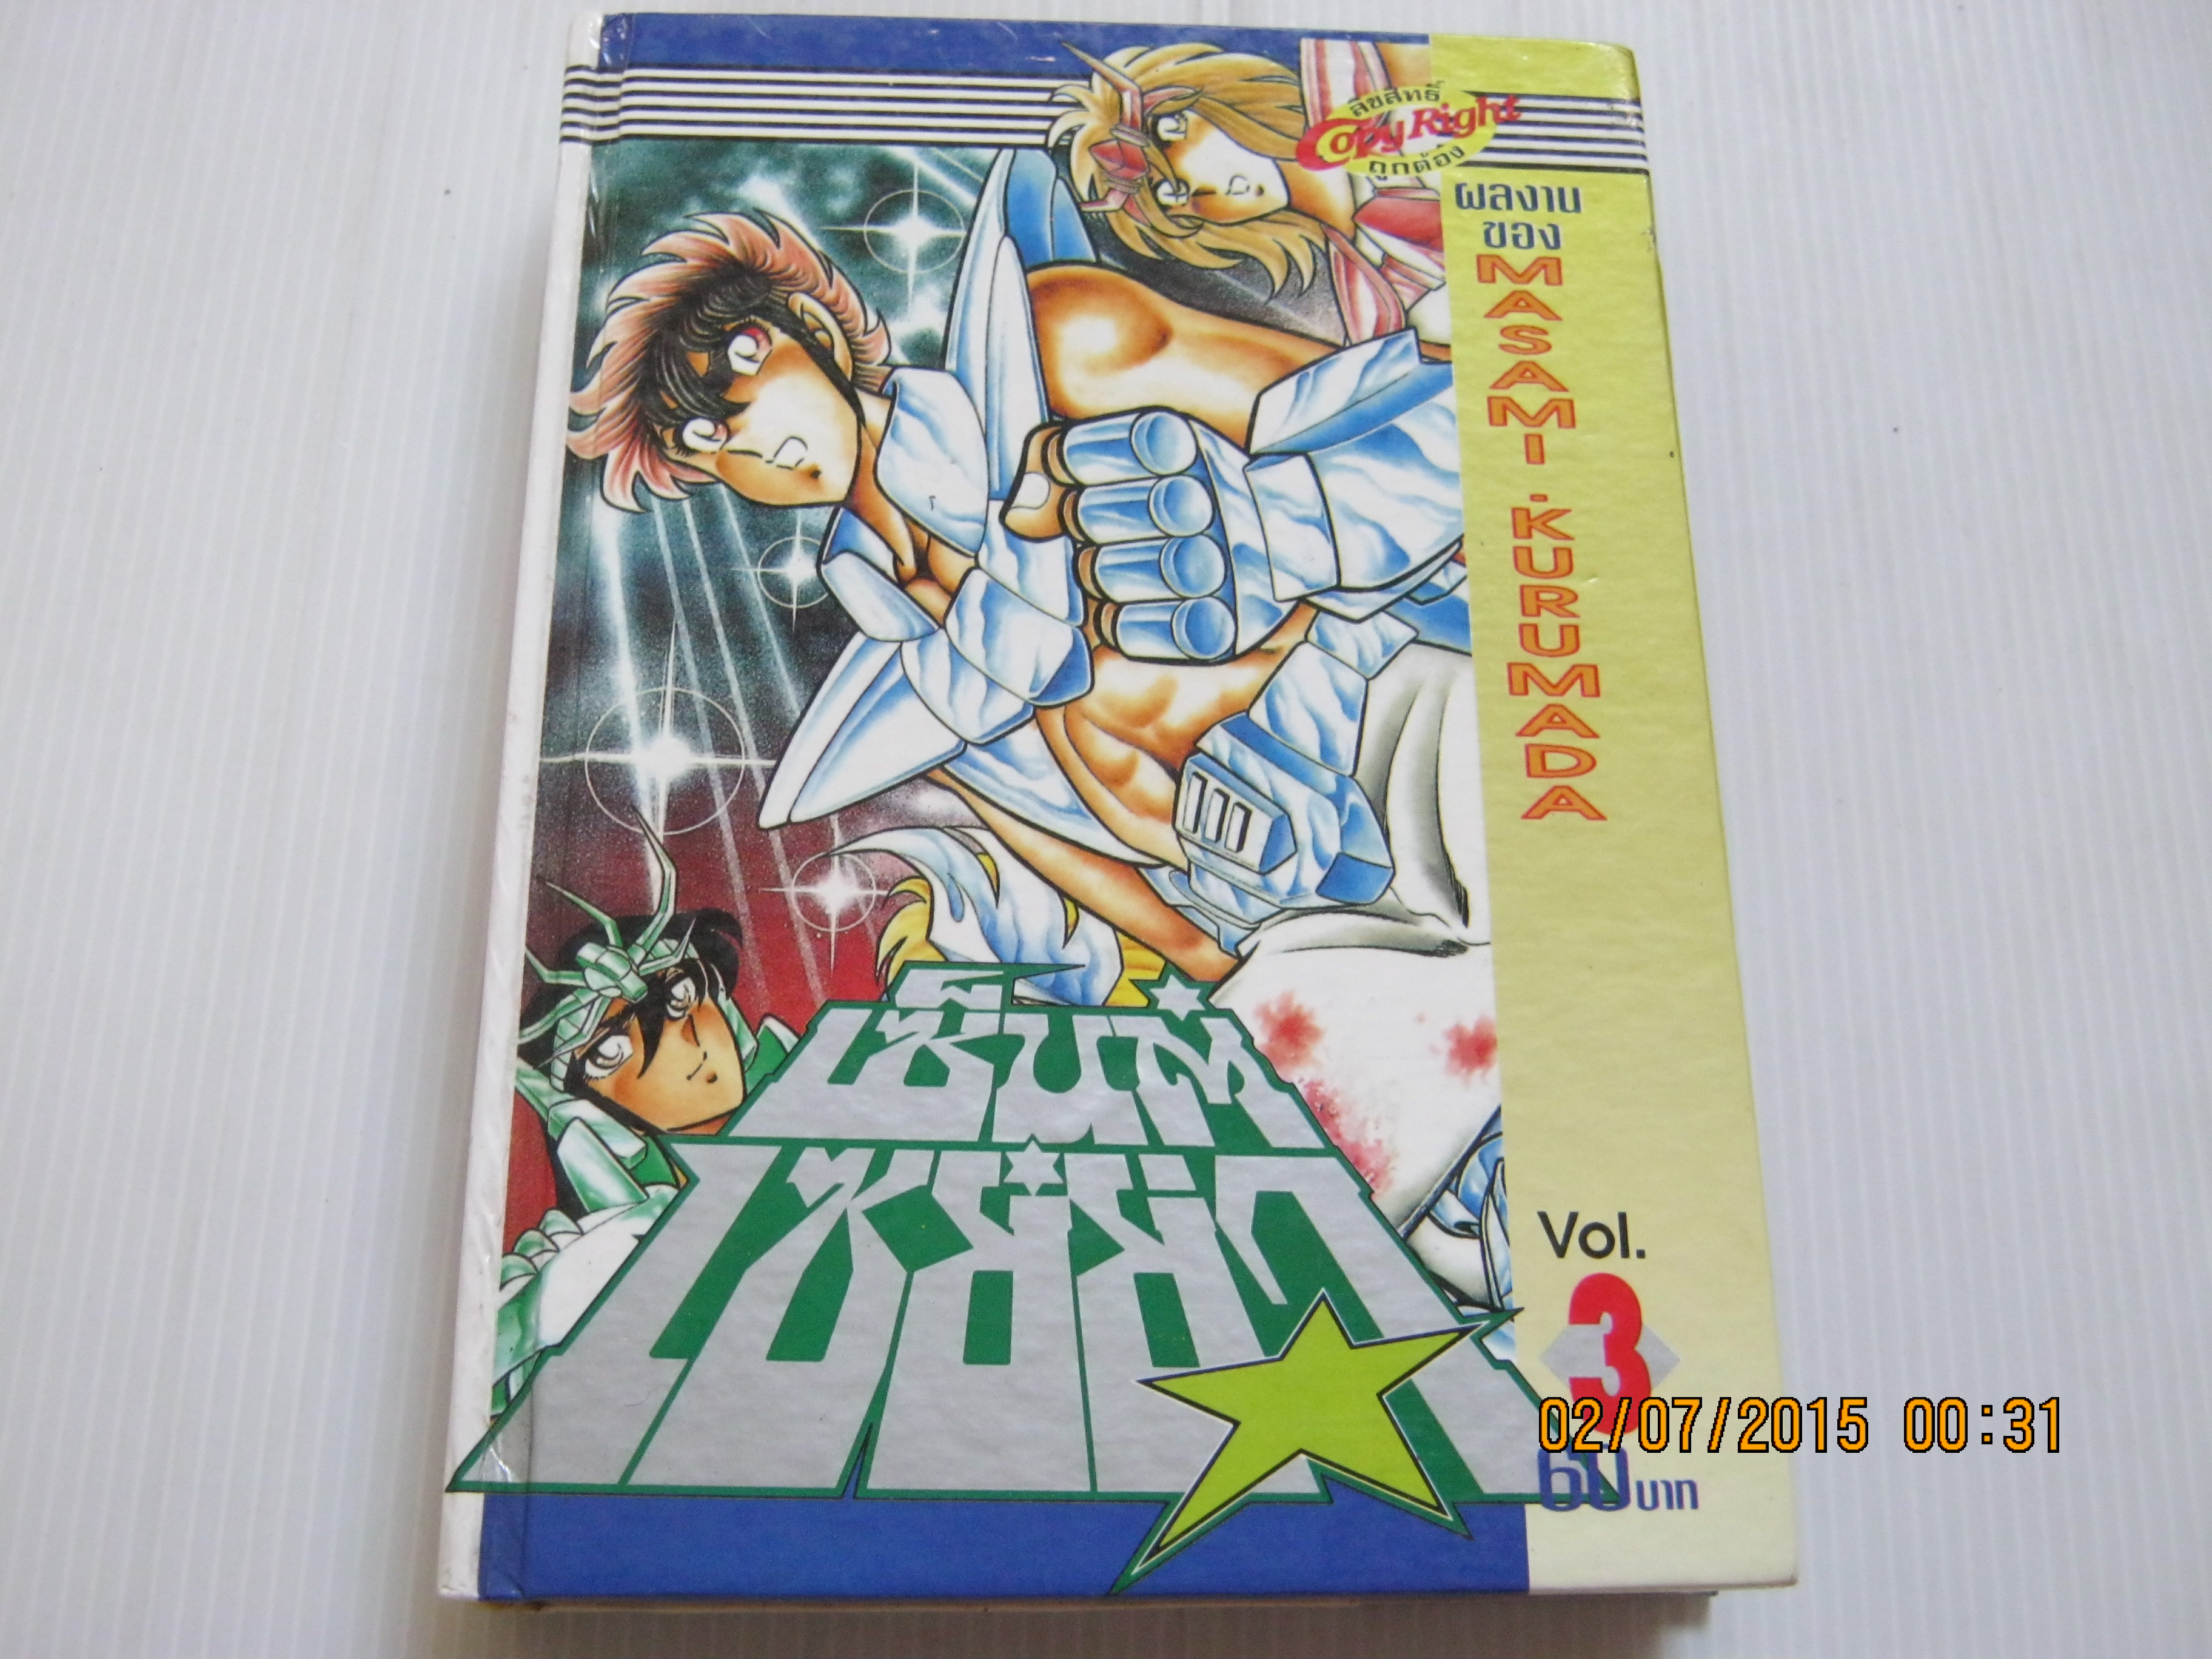 ลิขสิทธิ์
CopyRight
ถูกต้อง
ผลงาน
ของ
MASAMI·KURUMADA
เซ็นต์
เซย์ย่า
Vol.
3
02/07/2015 00:31
60 บาท